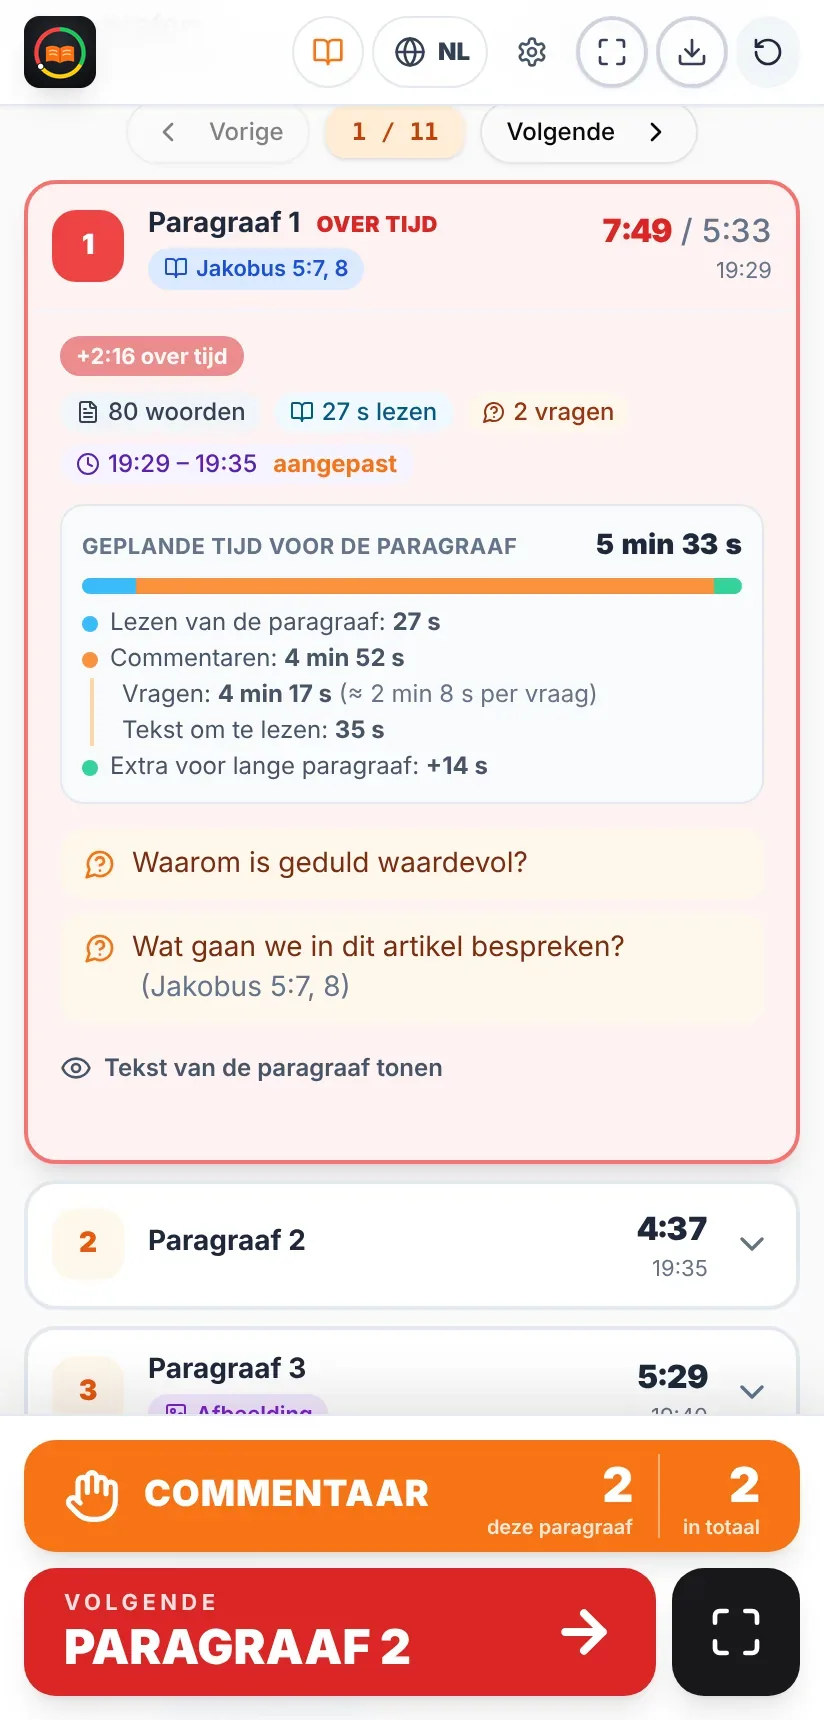 NL
Vorige
1 / 11
Volgende
1
Paragraaf 1 OVER TIJD
7:49 / 5:33
Jakobus 5:7, 8
19:29
+2:16 over tijd
80 woorden
27 s lezen
2 vragen
19:29 – 19:35 aangepast
GEPLANDE TIJD VOOR DE PARAGRAAF 5 min 33 s
Lezen van de paragraaf: 27 s
Commentaren: 4 min 52 s
Vragen: 4 min 17 s (≈ 2 min 8 s per vraag)
Tekst om te lezen: 35 s
Extra voor lange paragraaf: +14 s
Waarom is geduld waardevol?
Wat gaan we in dit artikel bespreken?
(Jakobus 5:7, 8)
Tekst van de paragraaf tonen
2
Paragraaf 2
4:37
19:35
3
Paragraaf 3
5:29
Afbeelding
19:40
COMMENTAAR
2
deze paragraaf
2
in totaal
VOLGENDE
PARAGRAAF 2